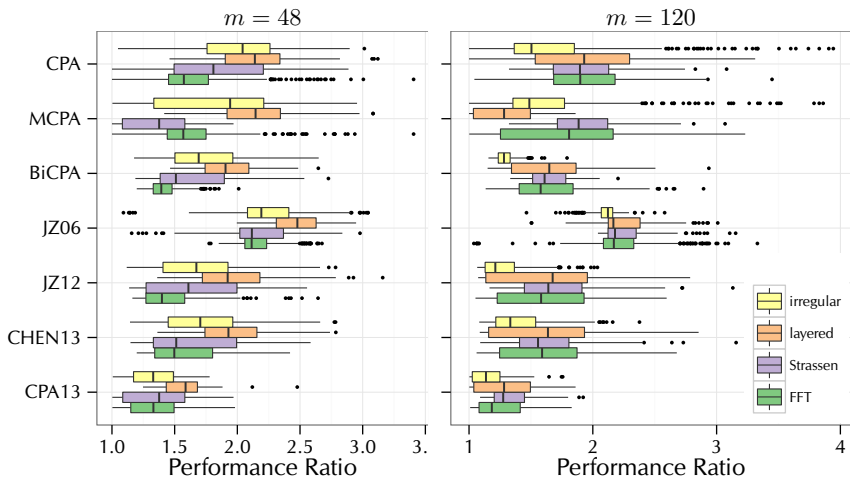 m = 48
m = 120
CPA
MCPA
BiCPA
JZ06
JZ12
CHEN13
CPA13
irregular
layered
Strassen
FFT
1.0 1.5 2.0 2.5 3.0 3.
1 2 3 4
Performance Ratio
Performance Ratio